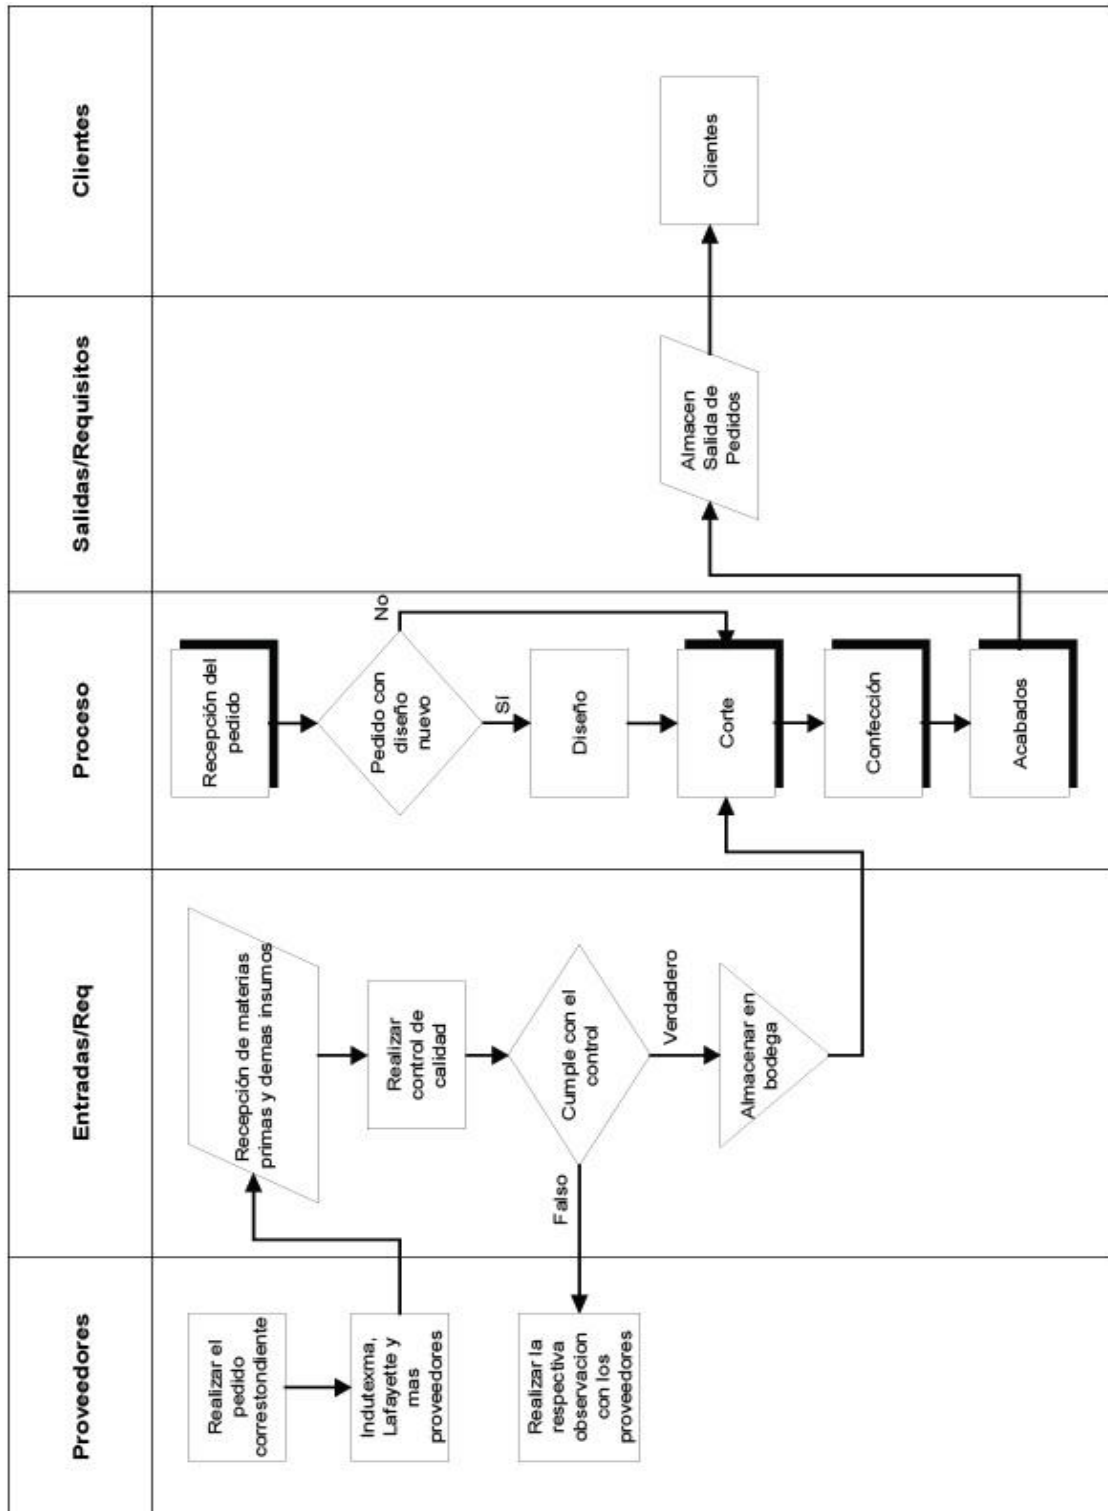 Proveedores
Entradas/Req
Proceso
Salidas/Requisitos
Clientes
Realizar el
pedido
correstondiente
Indutexma,
Lafayette y
mas
proveedores
Realizar la
respectiva
observacion
con los
proveedores
Recepción de materias
primas y demas insumos
Realizar
control de
calidad
Cumple con el
control
Falso
Verdadero
Almacenar en
bodega
Recepción del
pedido
Pedido con
diseño
nuevo
No
SÍ
Diseño
Corte
Confección
Acabados
Almacen
Salida de
Pedidos
Clientes